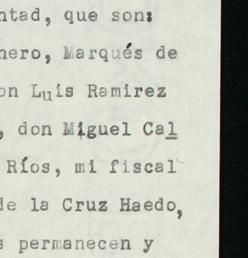 ntad, que son:
nero, Marqués de
on Luis Ramirez
, don Miguel Cal
Ríos, mi fiscal
de la Cruz Haedo,
s permanecen y